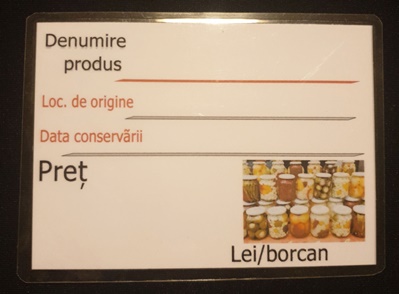 Denumire
produs
Loc. de origine
Data conservării
Preț
Lei/borcan